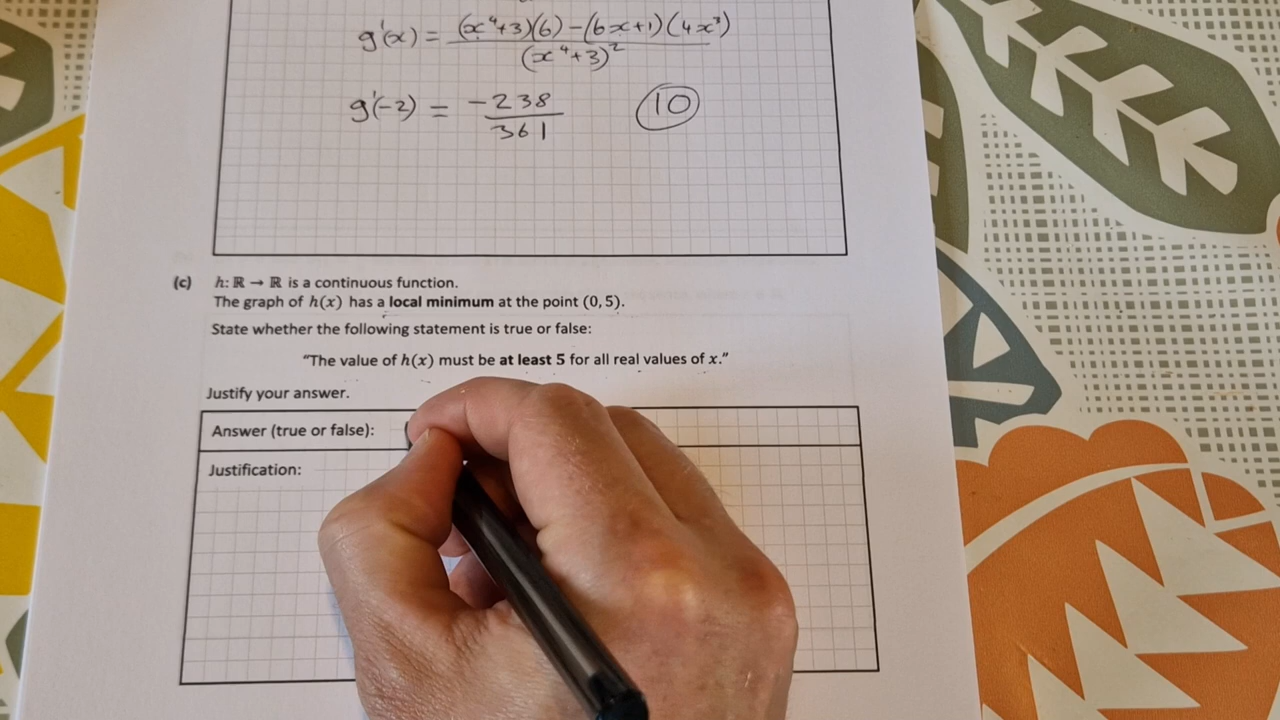 g'(x) = (x⁴+3)(6) – (6x+1)(4x³) / (x⁴+3)²
g'(–2) = –238 / 361 10
(c) h: ℝ → ℝ is a continuous function.
The graph of h(x) has a local minimum at the point (0, 5).
State whether the following statement is true or false:
“The value of h(x) must be at least 5 for all real values of x.”
Justify your answer.
Answer (true or false):
Justification: